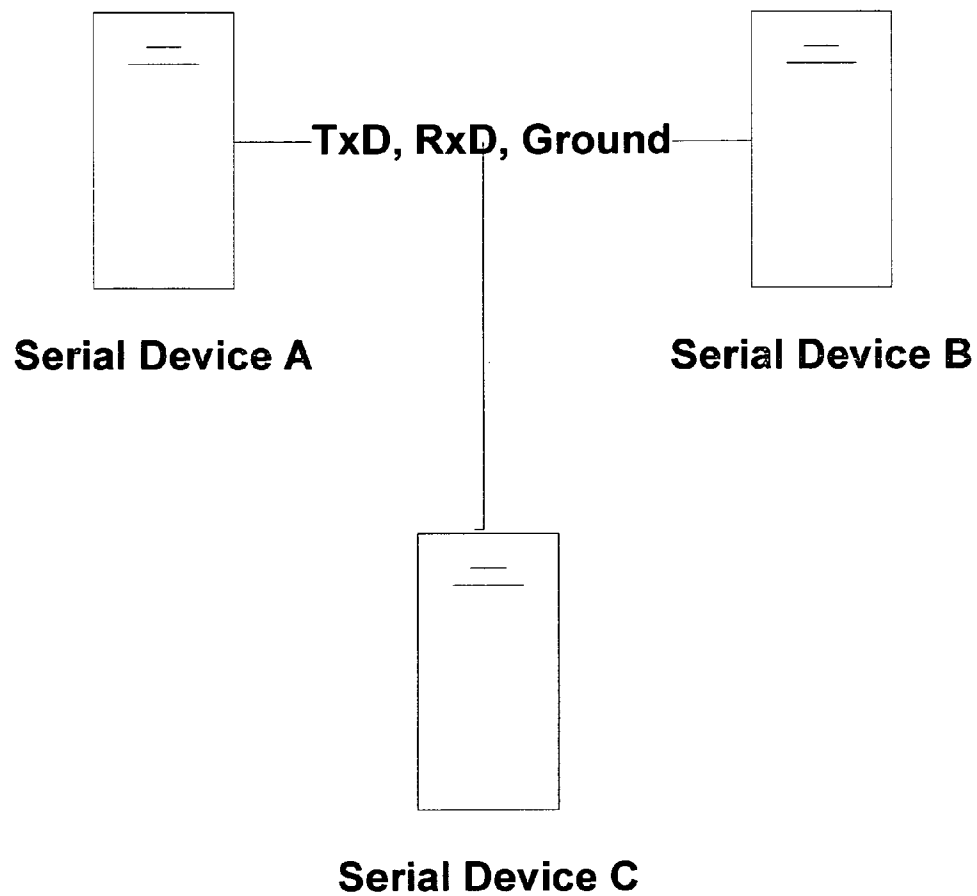 TxD, RxD, Ground
Serial Device A
Serial Device B
Serial Device C